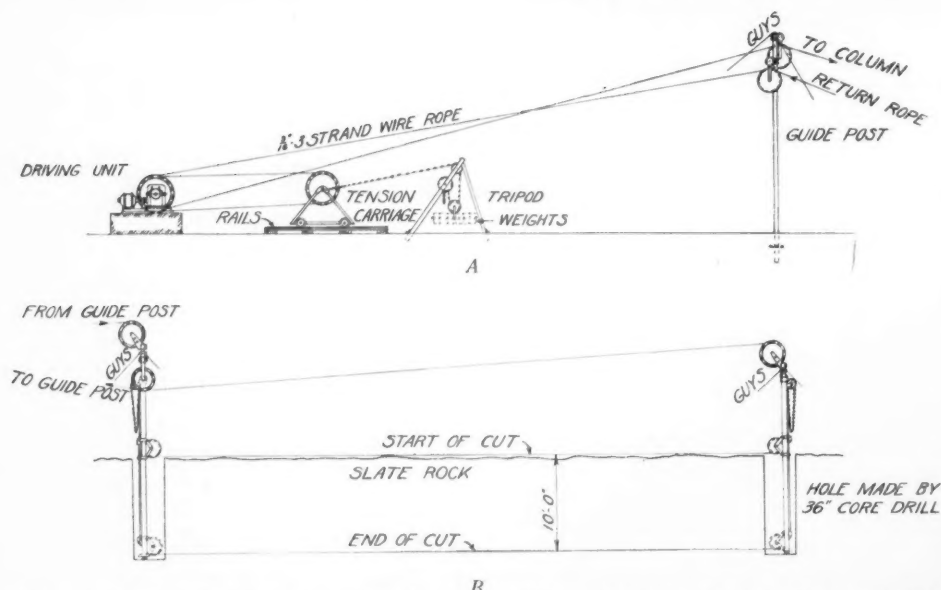 GUYS
TO COLUMN
RETURN ROPE
3/16"-3 STRAND WIRE ROPE
GUIDE POST
DRIVING UNIT
TENSION
CARRIAGE
TRIPOD
RAILS
WEIGHTS
A
FROM GUIDE POST
GUYS
TO GUIDE POST
GUYS
START OF CUT
SLATE ROCK
10'-0"
HOLE MADE BY
36" CORE DRILL
END OF CUT
B